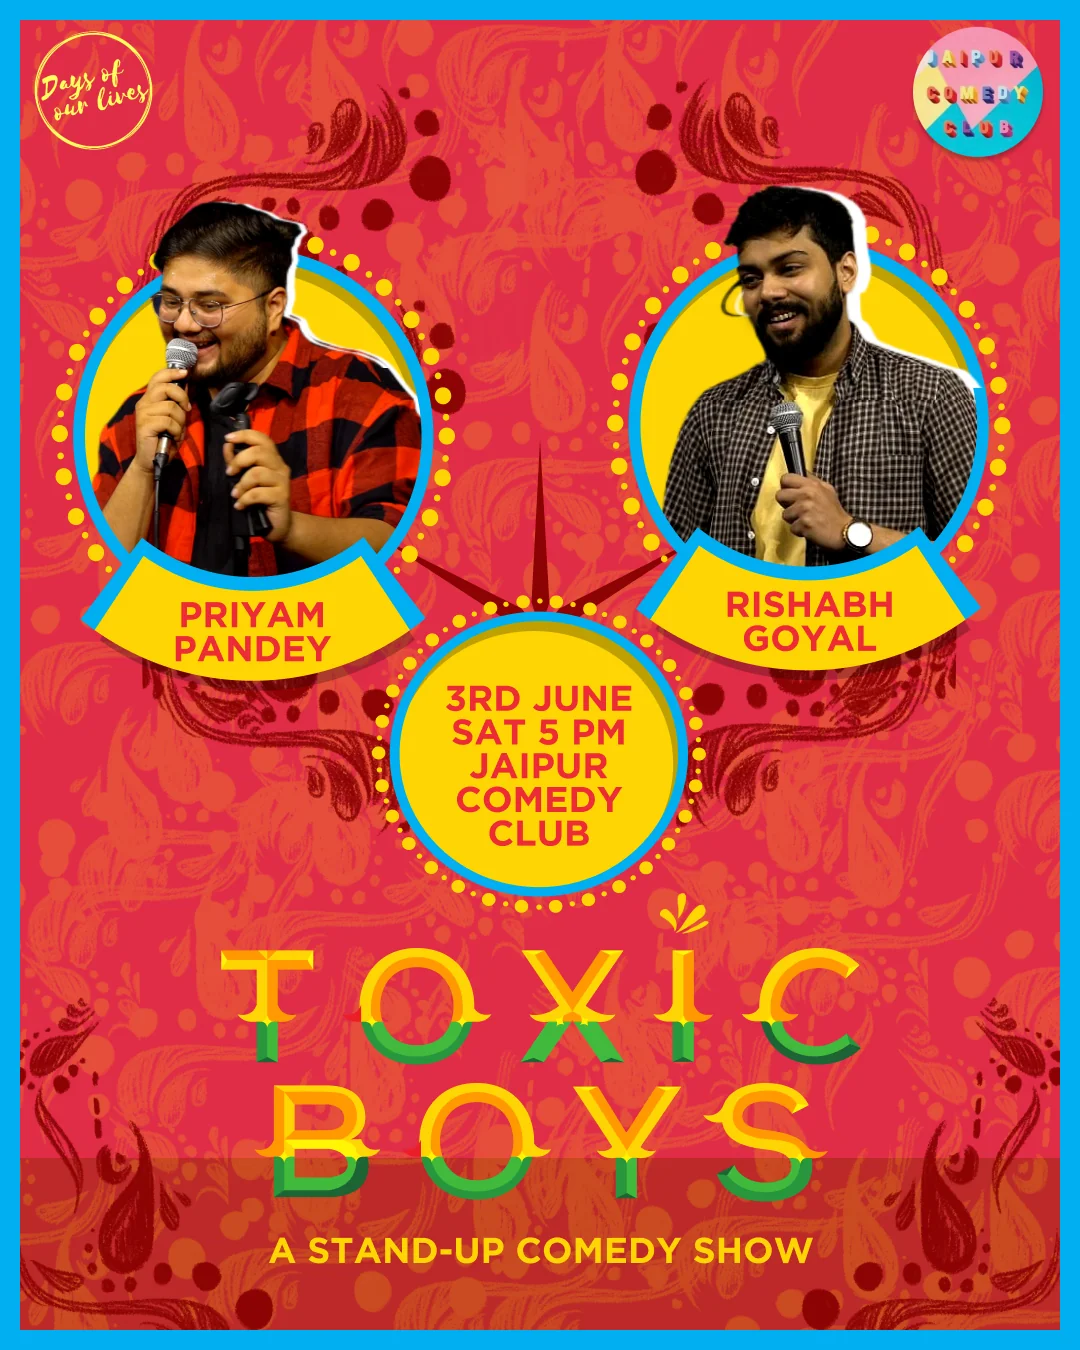 Days of
our lives
JAIPUR
COMEDY
CLUB
PRIYAM
PANDEY
RISHABH
GOYAL
3RD JUNE
SAT 5 PM
JAIPUR
COMEDY
CLUB
TOXIC
BOYS
A STAND-UP COMEDY SHOW